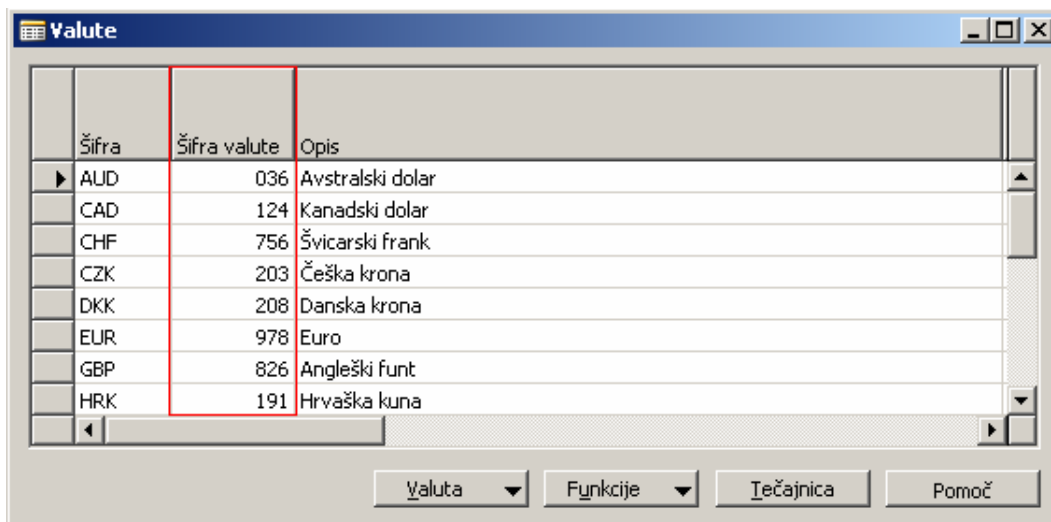 Valute
Šifra Šifra valute Opis
AUD 036 Avstralski dolar
CAD 124 Kanadski dolar
CHF 756 Švicarski frank
CZK 203 Češka krona
DKK 208 Danska krona
EUR 978 Euro
GBP 826 Angleški funt
HRK 191 Hrvaška kuna
Valuta Funkcije Tečajnica Pomoč